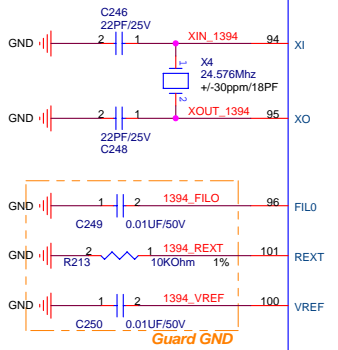 C246
22PF/25V
GND 2 1 XIN_1394 94 XI
1
X4
24.576Mhz
+/-30ppm/18PF
2
GND 2 1 XOUT_1394 95 XO
22PF/25V
C248
GND 1 2 1394_FILO 96 FIL0
C249 0.01UF/50V
GND 2 1 1394_REXT 101 REXT
R213 10KOhm 1%
GND 1 2 1394_VREF 100 VREF
C250 0.01UF/50V
Guard GND